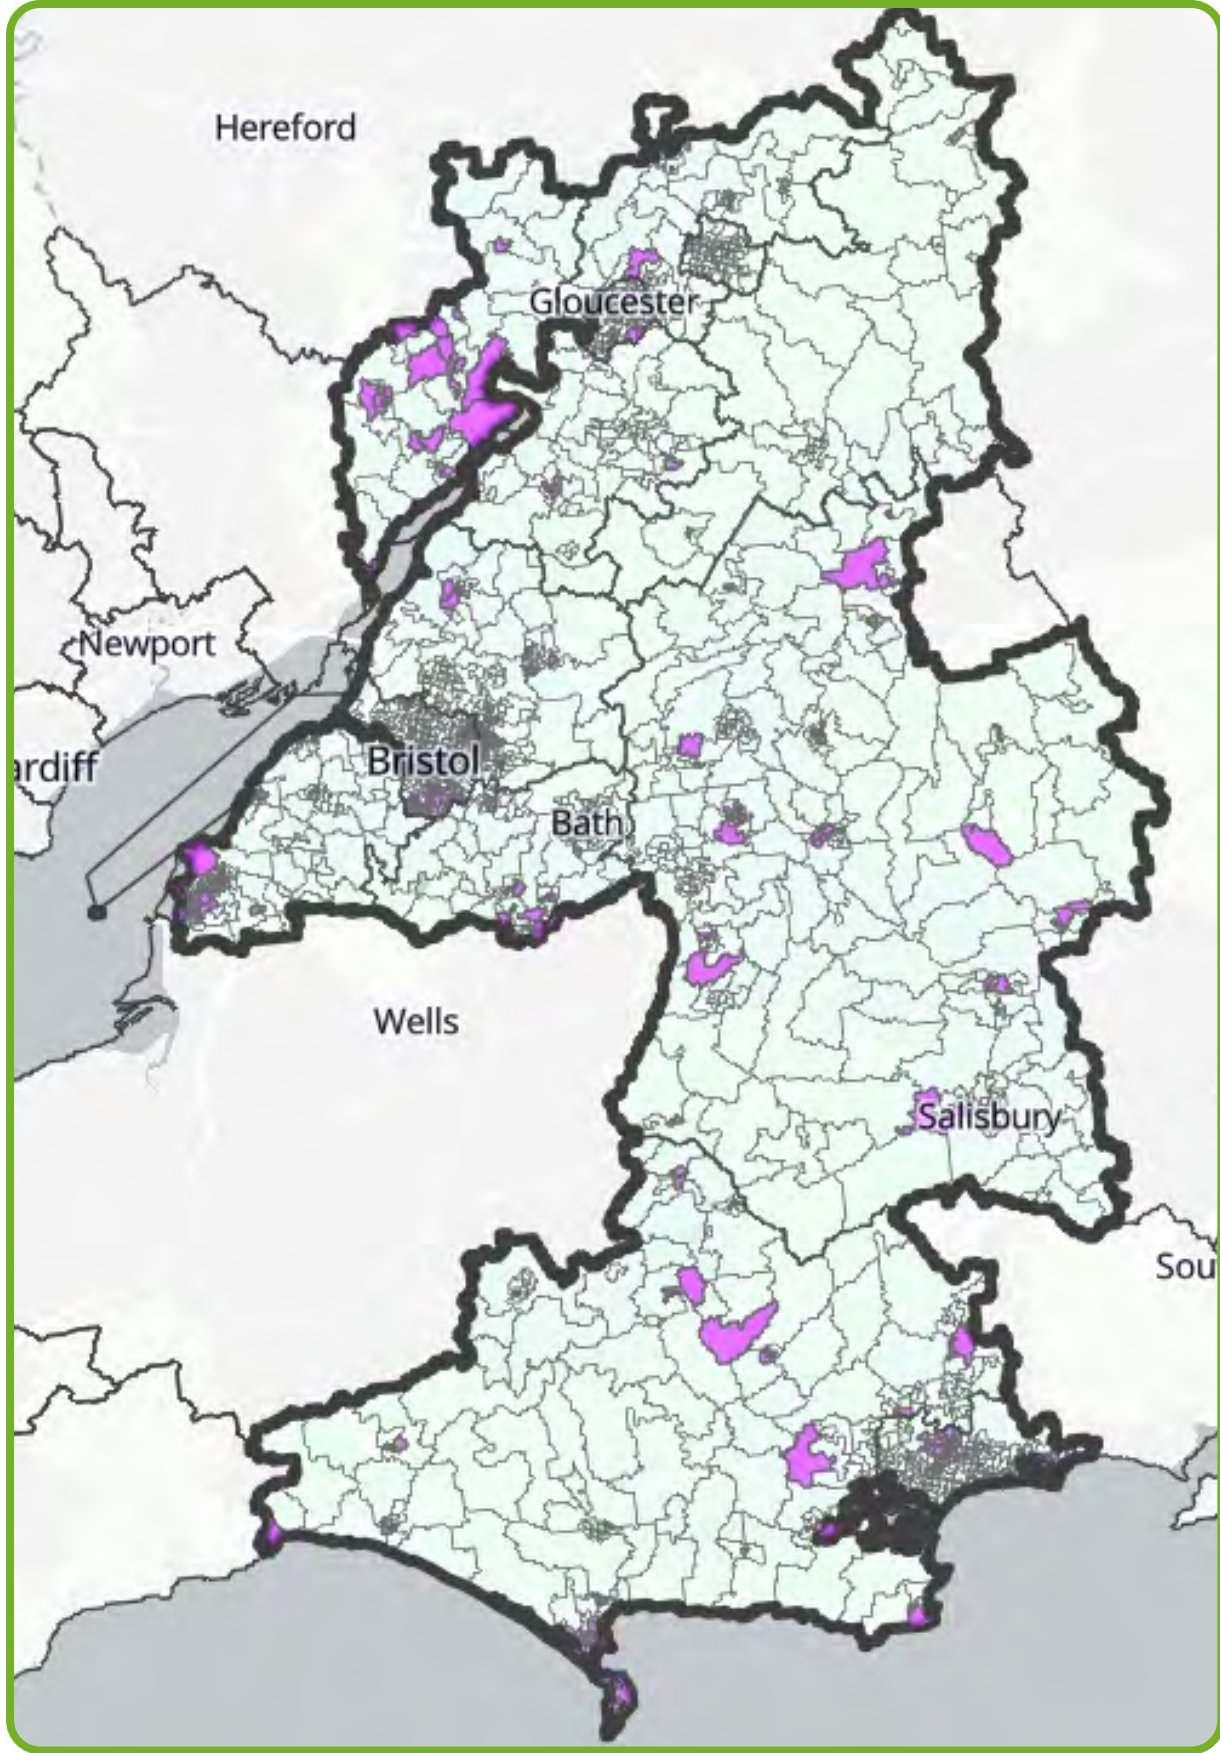 Hereford
Gloucester
Newport
ardiff
Bristol
Bath
Wells
Salisbury
Sou